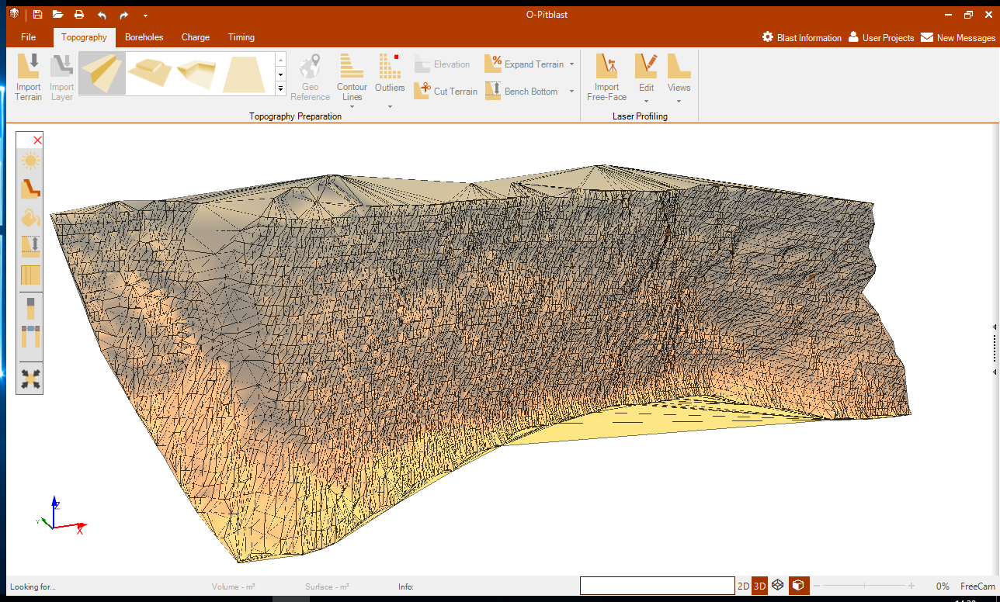 O-Pitblast
File Topography Boreholes Charge Timing Blast Information User Projects New Messages
Import Terrain
Import Layer
Geo Reference
Contour Lines
Outliers
Elevation
Cut Terrain
% Expand Terrain
Bench Bottom
Import Free-Face
Edit
Views
Topography Preparation
Laser Profiling
Z
Y
X
Looking for... Volume - m³ Surface - m² Info: 2D 3D 0% FreeCam